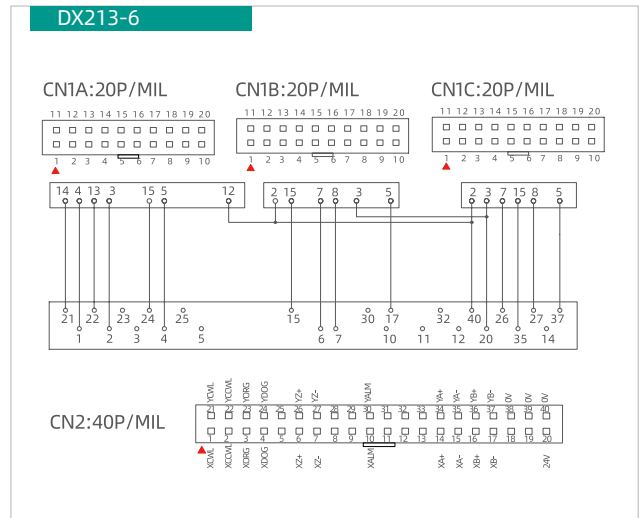 DX213-6
CN1A:20P/MIL CN1B:20P/MIL CN1C:20P/MIL
11 12 13 14 15 16 17 18 19 20 11 12 13 14 15 16 17 18 19 20 11 12 13 14 15 16 17 18 19 20
1 2 3 4 5 6 7 8 9 10 1 2 3 4 5 6 7 8 9 10 1 2 3 4 5 6 7 8 9 10
14 4 13 3 15 5 12 2 15 7 8 3 5 2 3 7 15 8 5
21 22 23 24 25 15 30 17 32 40 26 27 37
1 2 3 4 5 6 7 10 11 12 20 35 14
YCWL YCCWL YORG YDOG YZ+ YZ- YALM YA+ YA- YB+ YB- 0V 0V 0V
21 22 23 24 25 26 27 28 29 30 31 32 33 34 35 36 37 38 39 40
CN2:40P/MIL
1 2 3 4 5 6 7 8 9 10 11 12 13 14 15 16 17 18 19 20
XCWL XCCWL XORG XDOG XZ+ XZ- XALM XA+ XA- XB+ XB- 24V